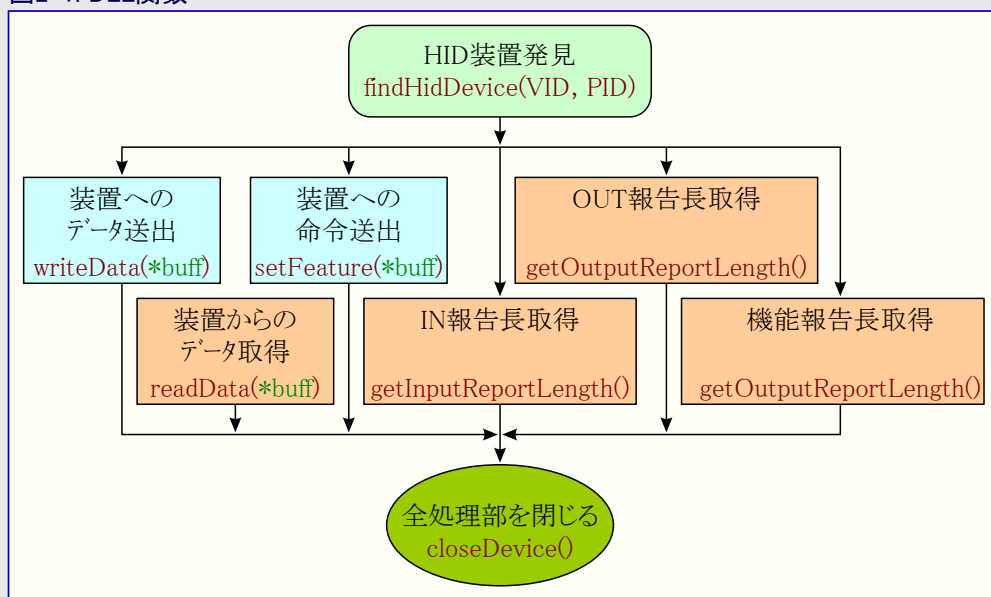 HID装置発見
findHidDevice(VID, PID)
装置への
データ送出
writeData(*buff)
装置への
命令送出
setFeature(*buff)
OUT報告長取得
getOutputReportLength()
装置からの
データ取得
readData(*buff)
IN報告長取得
getInputReportLength()
機能報告長取得
getOutputReportLength()
全処理部を閉じる
closeDevice()